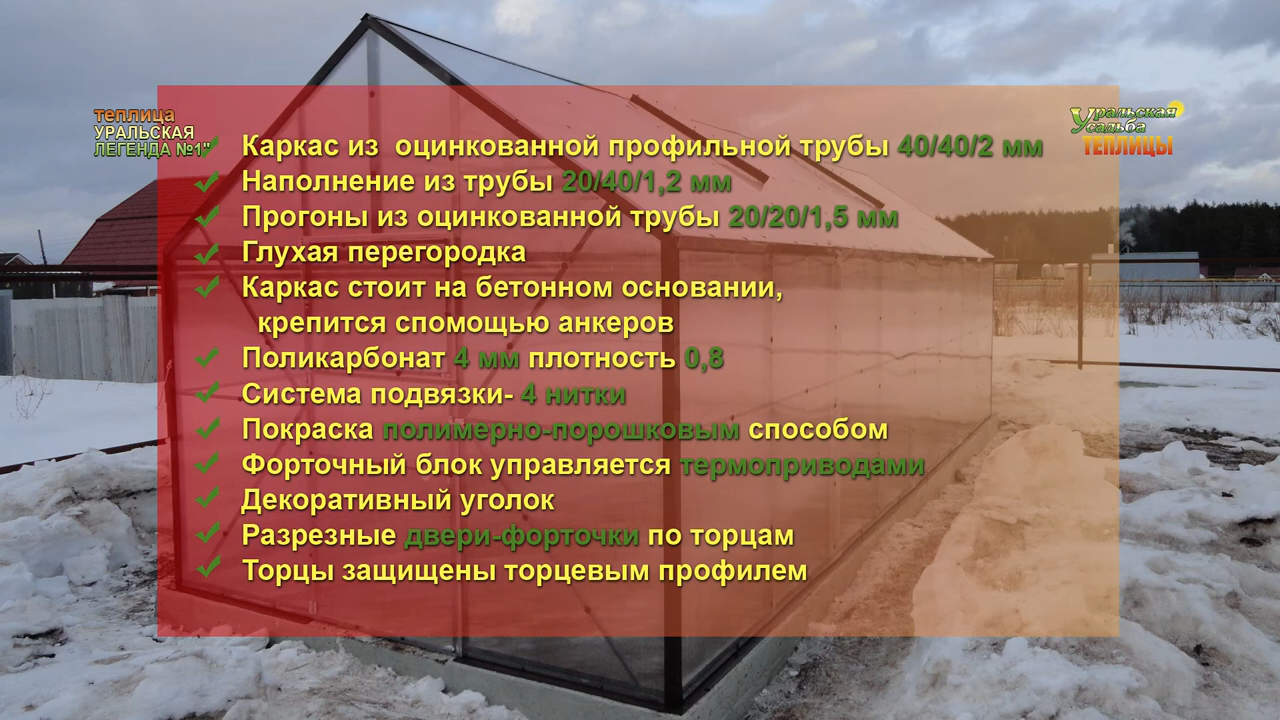 теплица
УРАЛЬСКАЯ
ЛЕГЕНДА №1"
Уральская
Усадьба
ТЕПЛИЦЫ
Каркас из оцинкованной профильной трубы 40/40/2 мм
Наполнение из трубы 20/40/1,2 мм
Прогоны из оцинкованной трубы 20/20/1,5 мм
Глухая перегородка
Каркас стоит на бетонном основании,
крепится спомощью анкеров
Поликарбонат 4 мм плотность 0,8
Система подвязки- 4 нитки
Покраска полимерно-порошковым способом
Форточный блок управляется термоприводами
Декоративный уголок
Разрезные двери-форточки по торцам
Торцы защищены торцевым профилем